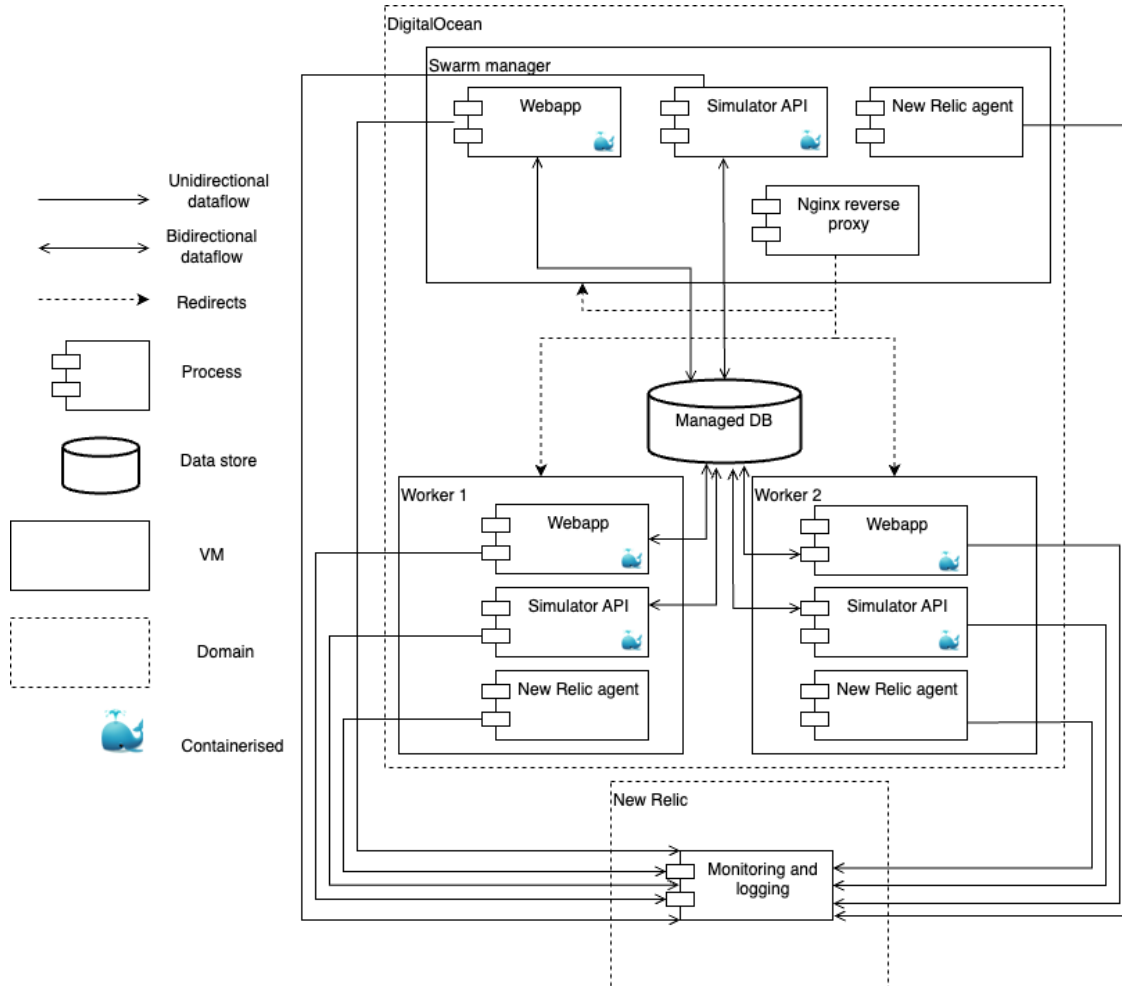 DigitalOcean
Swarm manager
Webapp
Simulator API
New Relic agent
Nginx reverse
proxy
Unidirectional
dataflow
Bidirectional
dataflow
Redirects
Process
Data store
VM
Domain
Containerised
Managed DB
Worker 1
Webapp
Simulator API
New Relic agent
Worker 2
Webapp
Simulator API
New Relic agent
New Relic
Monitoring and
logging